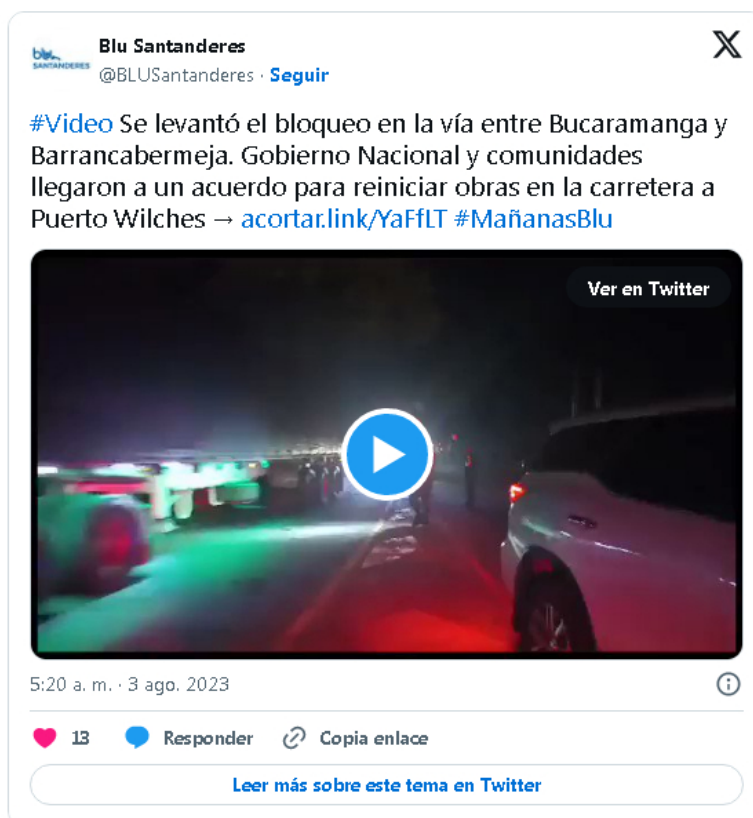 blu
SANTANDERES
Blu Santanderes
@BLUSantanderes · Seguir
#Video Se levantó el bloqueo en la vía entre Bucaramanga y
Barrancabermeja. Gobierno Nacional y comunidades
llegaron a un acuerdo para reiniciar obras en la carretera a
Puerto Wilches → acortar.link/YaFfLT #MañanasBlu
Ver en Twitter
5:20 a. m. · 3 ago. 2023
13 Responder Copia enlace
Leer más sobre este tema en Twitter